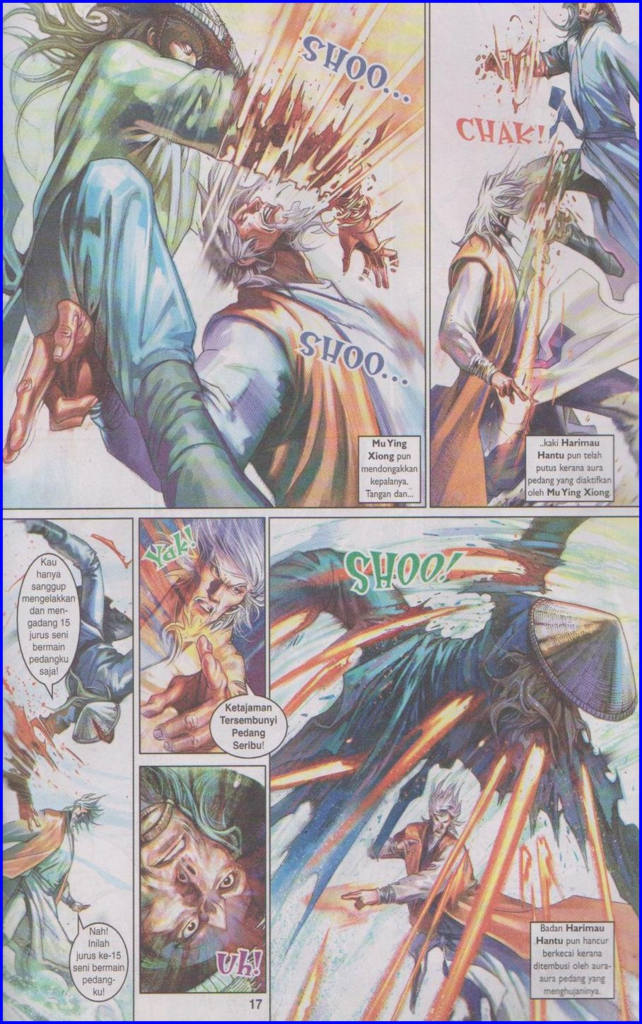 SHOO...
SHOO...
Mu Ying
Xiong pun
mendongakkan
kepalanya.
Tangan dan...
CHAK!
..kaki Harimau
Hantu pun telah
putus kerana aura
pedang yang diaktifkan
oleh Mu Ying Xiong.
Kau
hanya
sanggup
mengelakkan
dan men-
gadang 15
jurus seni
bermain
pedangku
saja!
Nah!
Inilah
jurus ke-15
seni bermain
pedang-
ku!
Yak!
Ketajaman
Tersembunyi
Pedang
Seribu!
Uh!
SHOO!
Badan Harimau
Hantu pun hancur
berkecai kerana
ditembusi oleh aura-
aura pedang yang
menghujaninya.
17